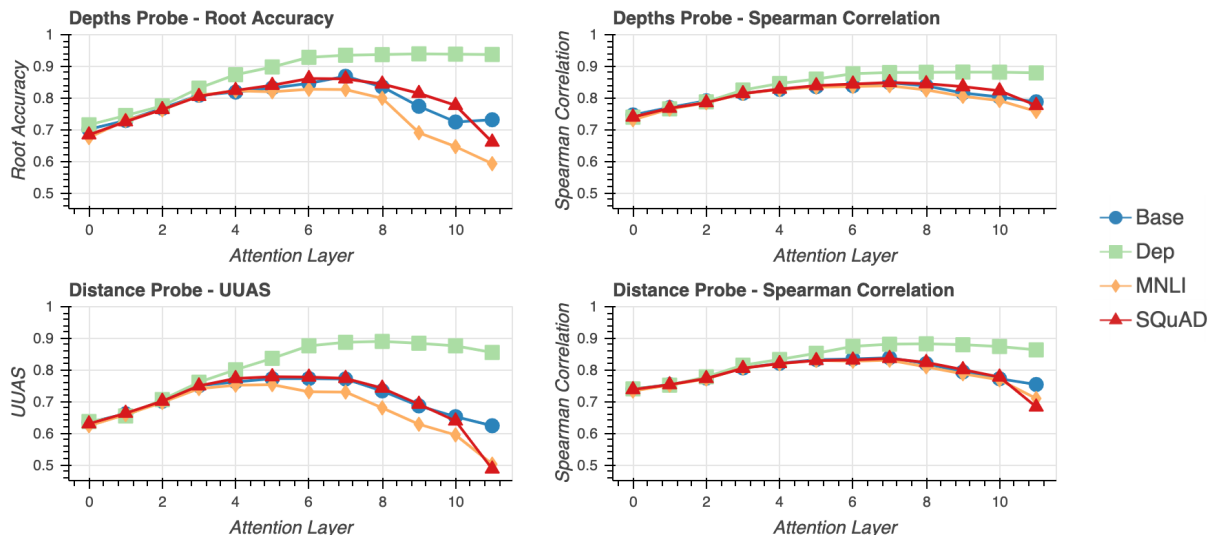 Depths Probe - Root Accuracy
1
0.9
0.8
0.7
0.6
0.5
Root Accuracy
0 2 4 6 8 10
Attention Layer
Depths Probe - Spearman Correlation
1
0.9
0.8
0.7
0.6
0.5
Spearman Correlation
0 2 4 6 8 10
Attention Layer
Distance Probe - UUAS
1
0.9
0.8
0.7
0.6
0.5
UUAS
0 2 4 6 8 10
Attention Layer
Distance Probe - Spearman Correlation
1
0.9
0.8
0.7
0.6
0.5
Spearman Correlation
0 2 4 6 8 10
Attention Layer
Base
Dep
MNLI
SQuAD